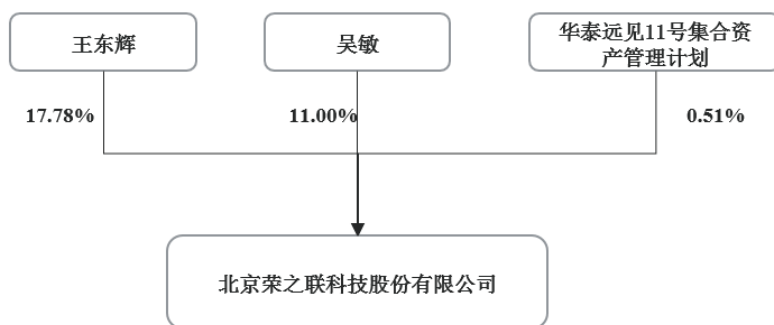 王东辉
吴敏
华泰远见11号集合资
产管理计划
17.78%
11.00%
0.51%
北京荣之联科技股份有限公司